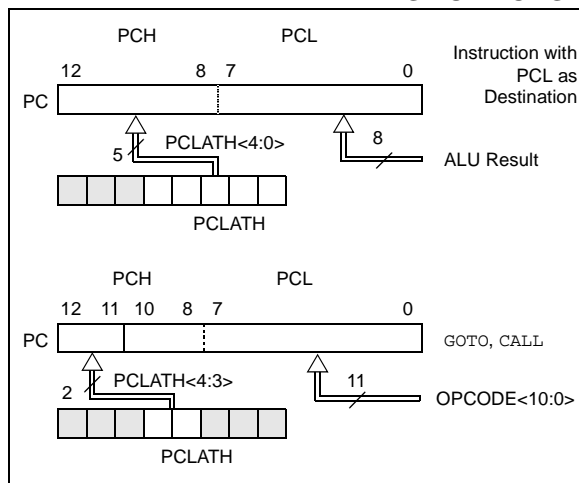 PCH PCL
12 8 7 0
Instruction with
PCL as
Destination
PC
5 PCLATH<4:0> 8
ALU Result
PCLATH
PCH PCL
12 11 10 8 7 0
PC GOTO, CALL
2 PCLATH<4:3> 11
OPCODE<10:0>
PCLATH